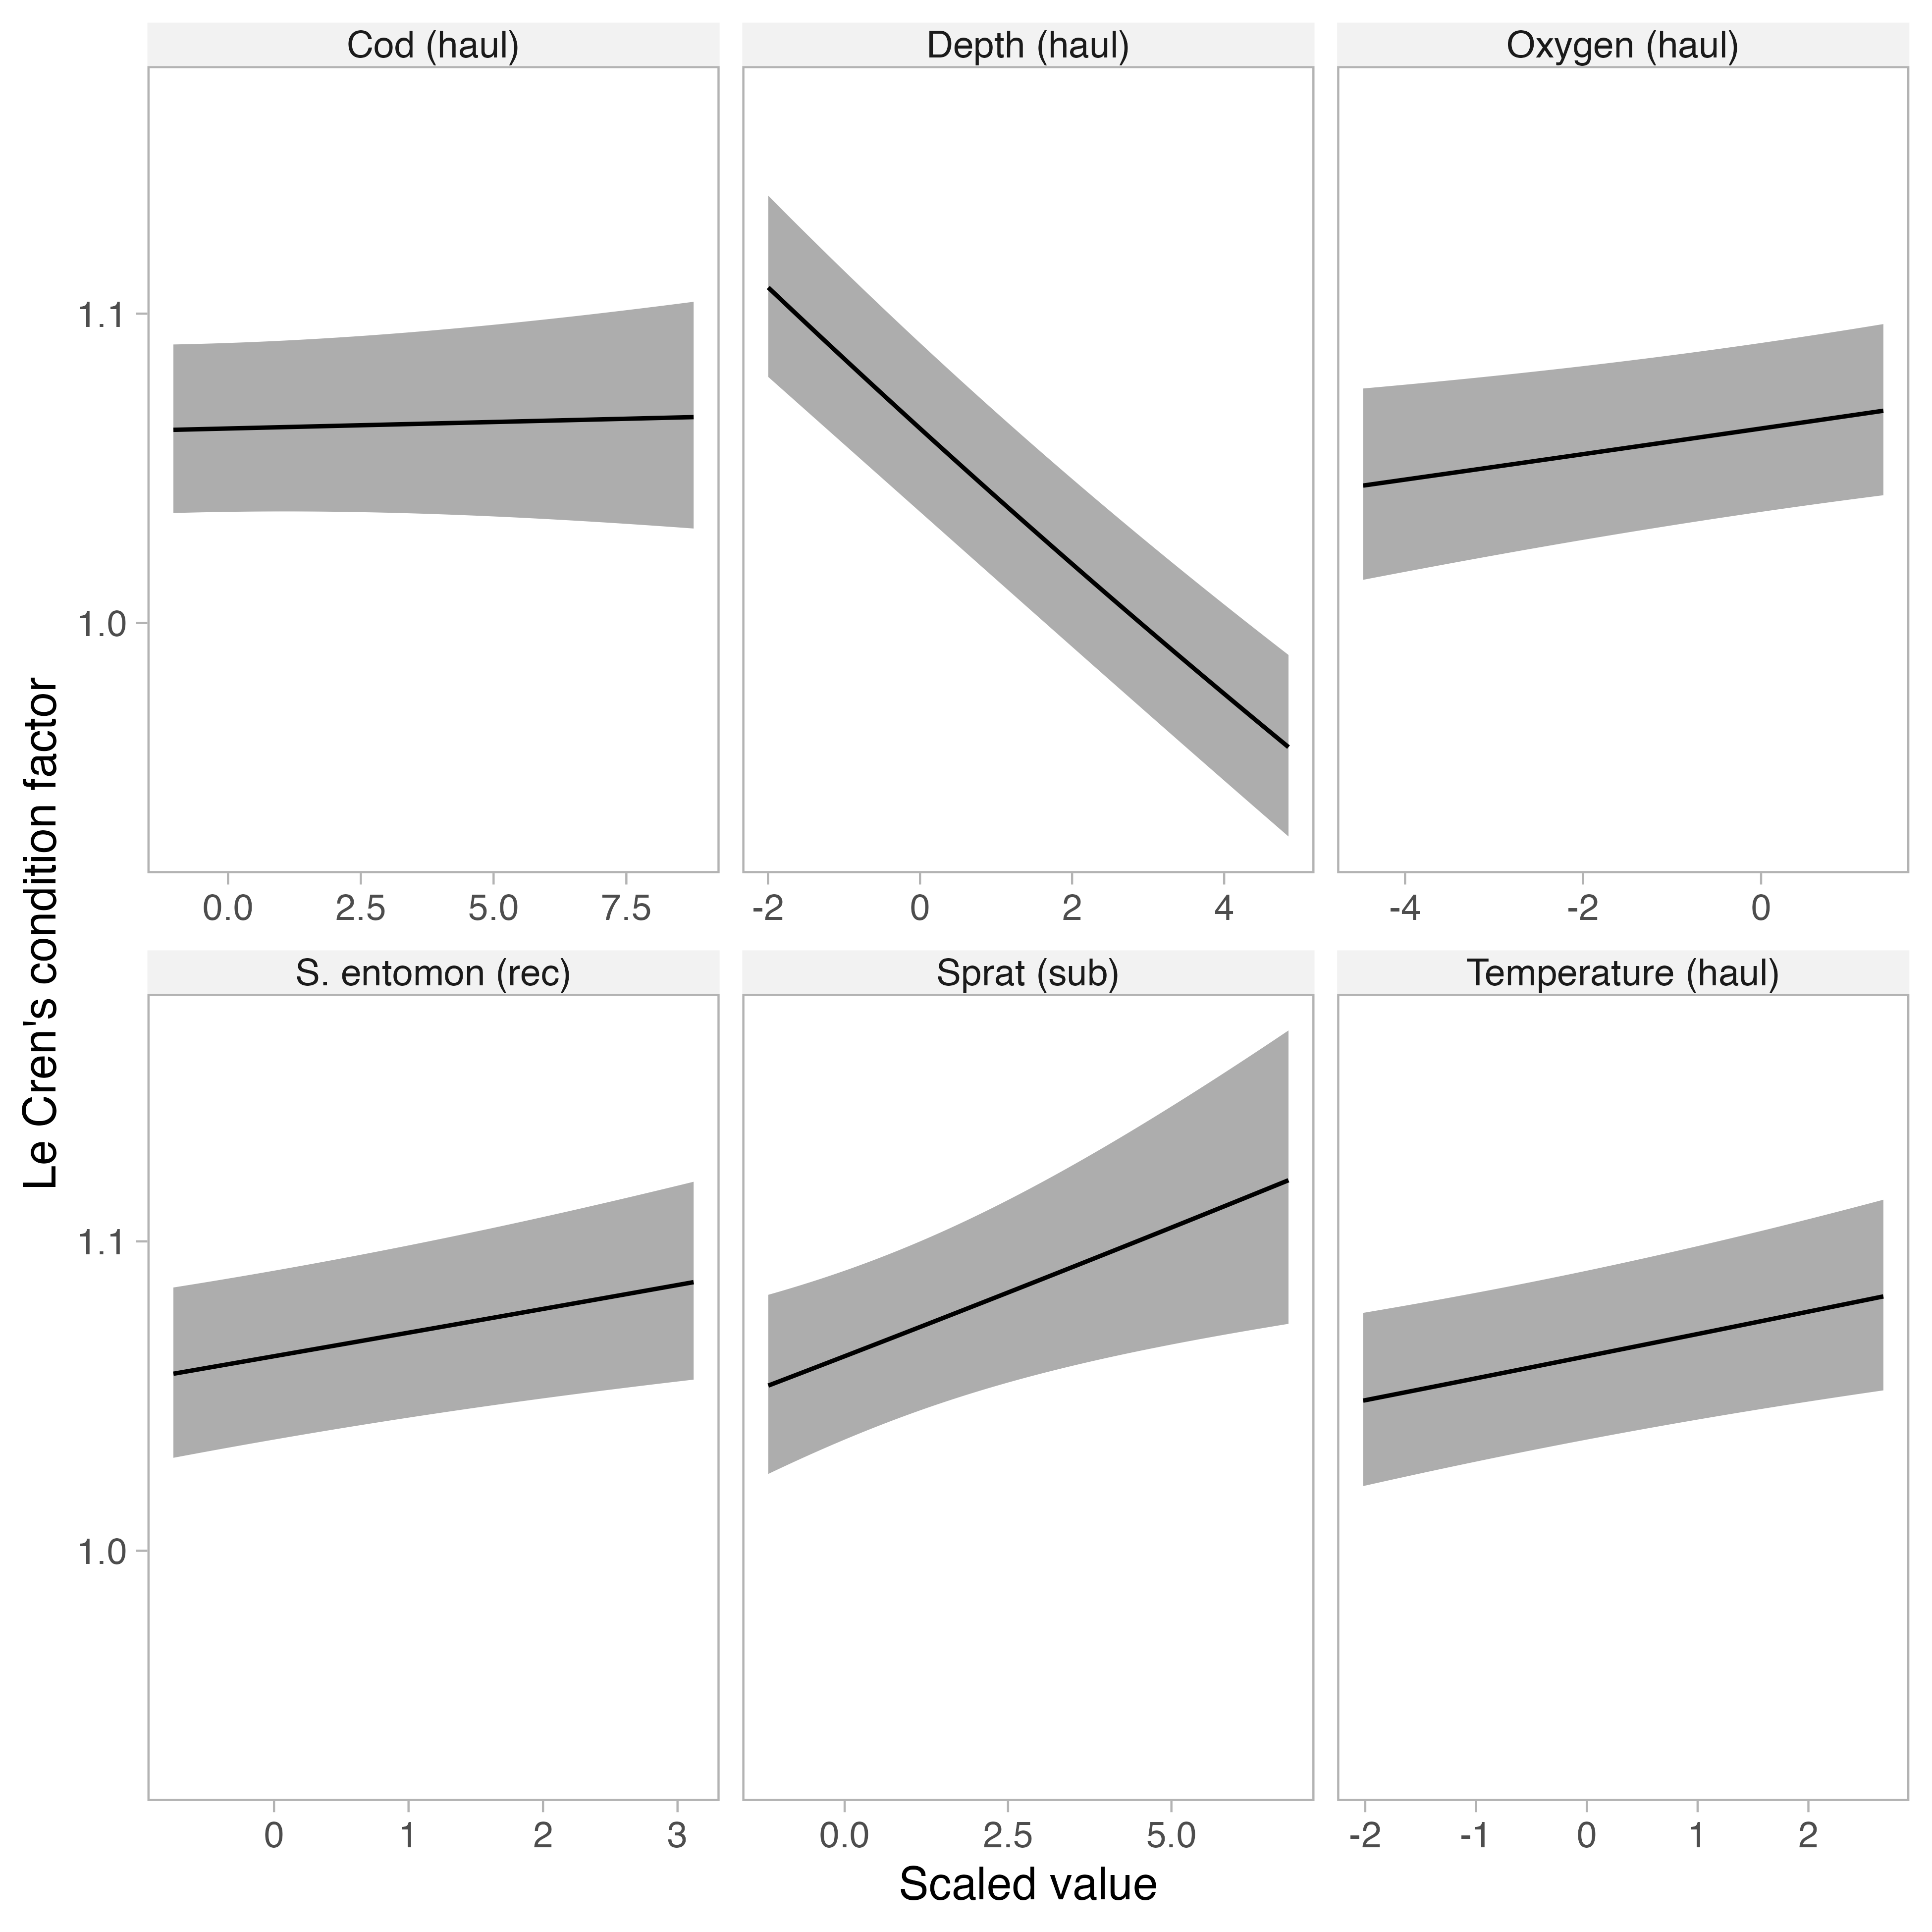 Cod (haul) Depth (haul) Oxygen (haul)
1.1
1.0
0.0 2.5 5.0 7.5 -2 0 2 4 -4 -2 0
S. entomon (rec) Sprat (sub) Temperature (haul)
1.1
1.0
0 1 2 3 0.0 2.5 5.0 -2 -1 0 1 2
Le Cren's condition factor
Scaled value